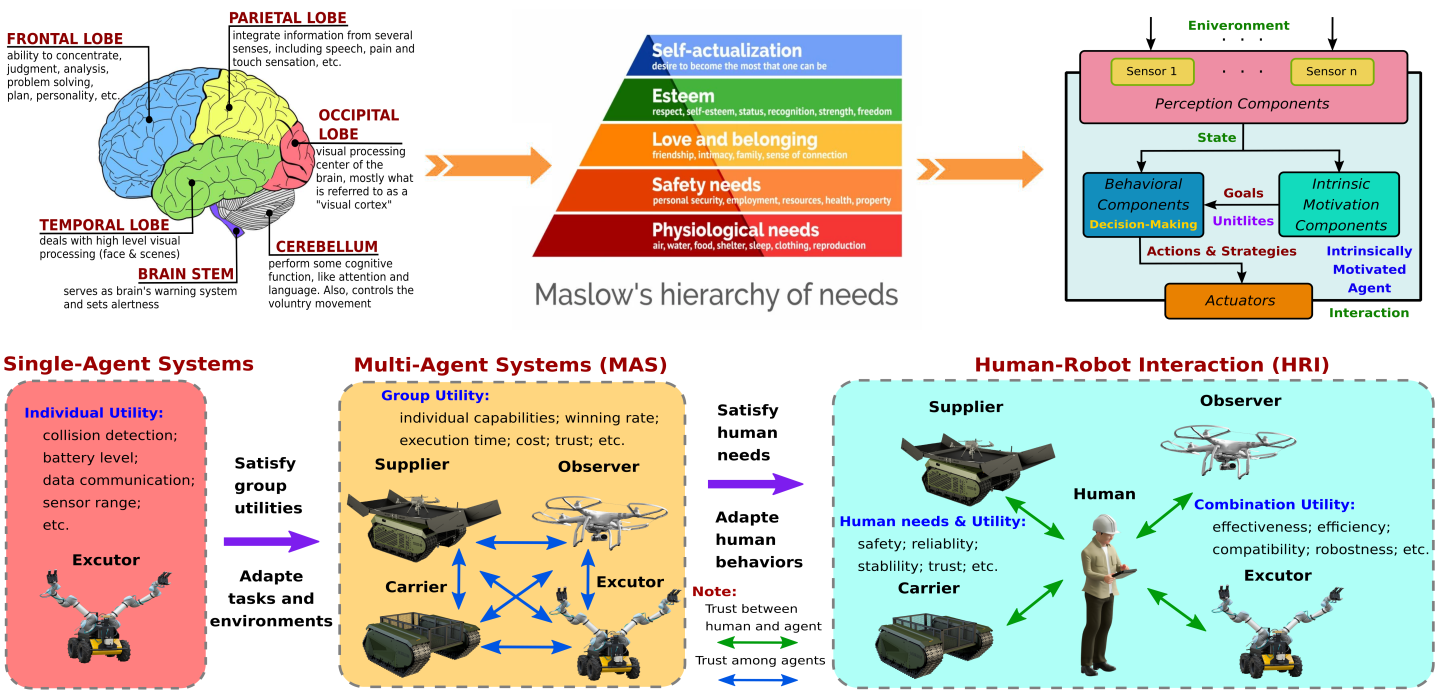 FRONTAL LOBE
ability to concentrate,
judgment, analysis,
problem solving,
plan, personality, etc.
PARIETAL LOBE
integrate information from several
senses, including speech, pain and
touch sensation, etc.
OCCIPITAL
LOBE
visual processing
center of the
brain, mostly what
is referred to as a
"visual cortex"
TEMPORAL LOBE
deals with high level visual
processing (face & scenes)
BRAIN STEM
serves as brain's warning system
and sets alertness
CEREBELLUM
perform some cognitive
function, like attention and
language. Also, controls the
voluntry movement
Self-actualization
desire to become the most that one can be
Esteem
respect, self-esteem, status, recognition, strength, freedom
Love and belonging
friendship, intimacy, family, sense of connection
Safety needs
personal security, employment, resources, health, property
Physiological needs
air, water, food, shelter, sleep, clothing, reproduction
Maslow's hierarchy of needs
Eniveronment
. . .
Sensor 1 . . . Sensor n
Perception Components
State
Behavioral
Components
Decision-Making
Goals
Unitlites
Intrinsic
Motivation
Components
Actions & Strategies
Intrinsically
Motivated
Agent
Actuators
Interaction
Single-Agent Systems
Individual Utility:
collision detection;
battery level;
data communication;
sensor range;
etc.
Excutor
Satisfy
group
utilities
Adapte
tasks and
environments
Multi-Agent Systems (MAS)
Group Utility:
individual capabilities; winning rate;
execution time; cost; trust; etc.
Supplier
Observer
Carrier
Excutor
Satisfy
human
needs
Adapte
human
behaviors
Note:
Trust between
human and agent
Trust among agents
Human-Robot Interaction (HRI)
Supplier
Observer
Human
Human needs & Utility:
safety; reliablity;
stablility; trust; etc.
Combination Utility:
effectiveness; efficiency;
compatibility; robostness; etc.
Carrier
Excutor